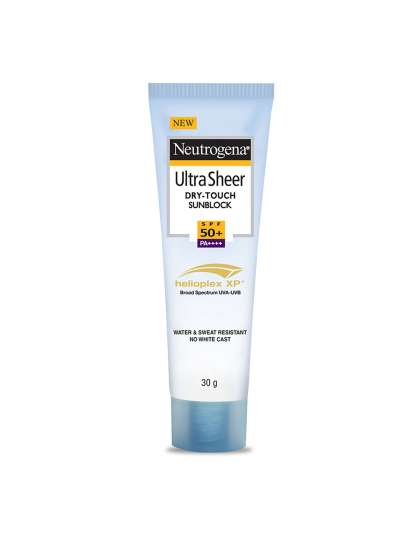 NEW
Neutrogena®
Ultra Sheer
DRY-TOUCH
SUNBLOCK
SPF
50+
PA++++
helioplex XP®
Broad Spectrum UVA-UVB
WATER & SWEAT RESISTANT
NO WHITE CAST
30 g